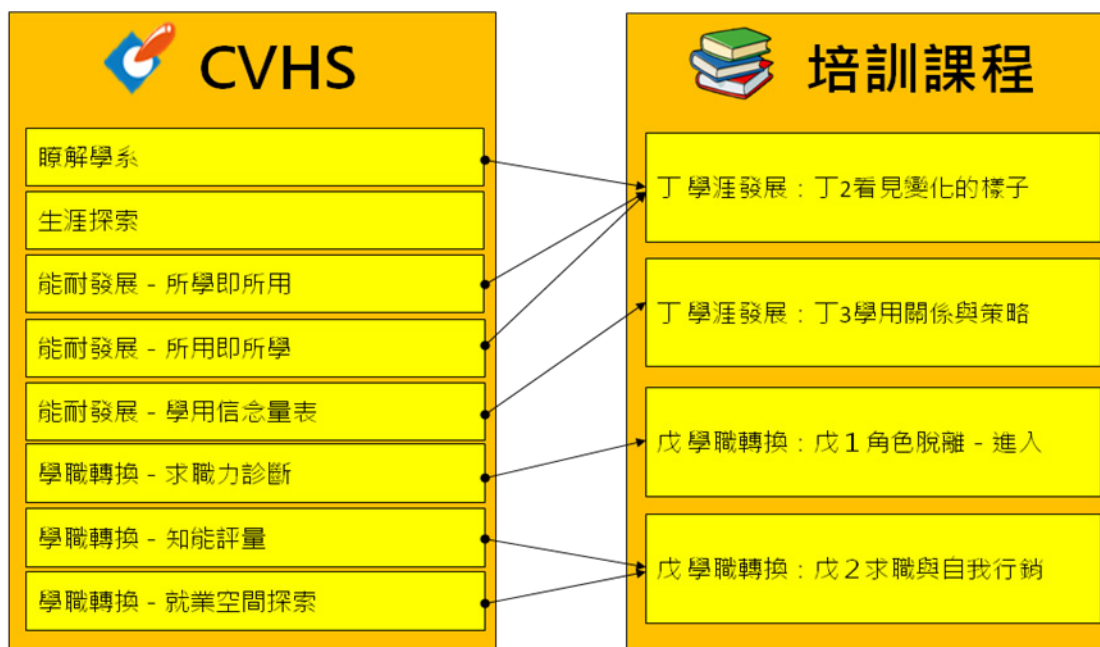 CVHS
瞭解學系
生涯探索
能耐發展 - 所學即所用
能耐發展 - 所用即所學
能耐發展 - 學用信念量表
學職轉換 - 求職力診斷
學職轉換 - 知能評量
學職轉換 - 就業空間探索
培訓課程
丁 學涯發展：丁2看見變化的樣子
丁 學涯發展：丁3學用關係與策略
戊 學職轉換：戊１角色脫離 - 進入
戊 學職轉換：戊２求職與自我行銷